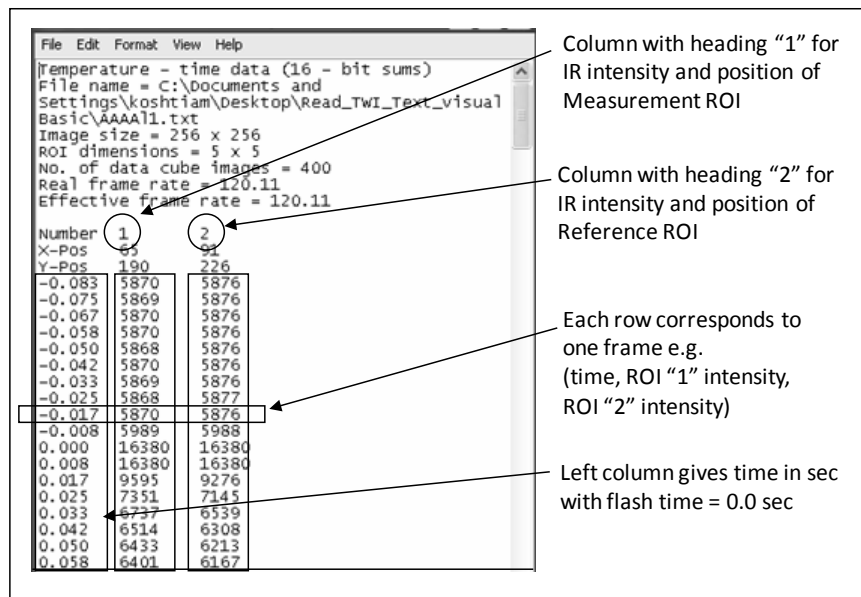 File Edit Format View Help
Temperature - time data (16 - bit sums)
File name = C:\Documents and
Settings\koshtiam\Desktop\Read_TWI_Text_visual
Basic\AAAAl1.txt
Image size = 256 x 256
ROI dimensions = 5 x 5
No. of data cube images = 400
Real frame rate = 120.11
Effective frame rate = 120.11
Number 1 2
X-Pos 65 91
Y-Pos 190 226
-0.083 5870 5876
-0.075 5869 5876
-0.067 5870 5876
-0.058 5870 5876
-0.050 5868 5876
-0.042 5870 5876
-0.033 5869 5876
-0.025 5868 5877
-0.017 5870 5876
-0.008 5989 5988
0.000 16380 16380
0.008 16380 16380
0.017 9595 9276
0.025 7351 7145
0.033 6737 6539
0.042 6514 6308
0.050 6433 6213
0.058 6401 6167
Column with heading “1” for
IR intensity and position of
Measurement ROI
Column with heading “2” for
IR intensity and position of
Reference ROI
Each row corresponds to
one frame e.g.
(time, ROI “1” intensity,
ROI “2” intensity)
Left column gives time in sec
with flash time = 0.0 sec